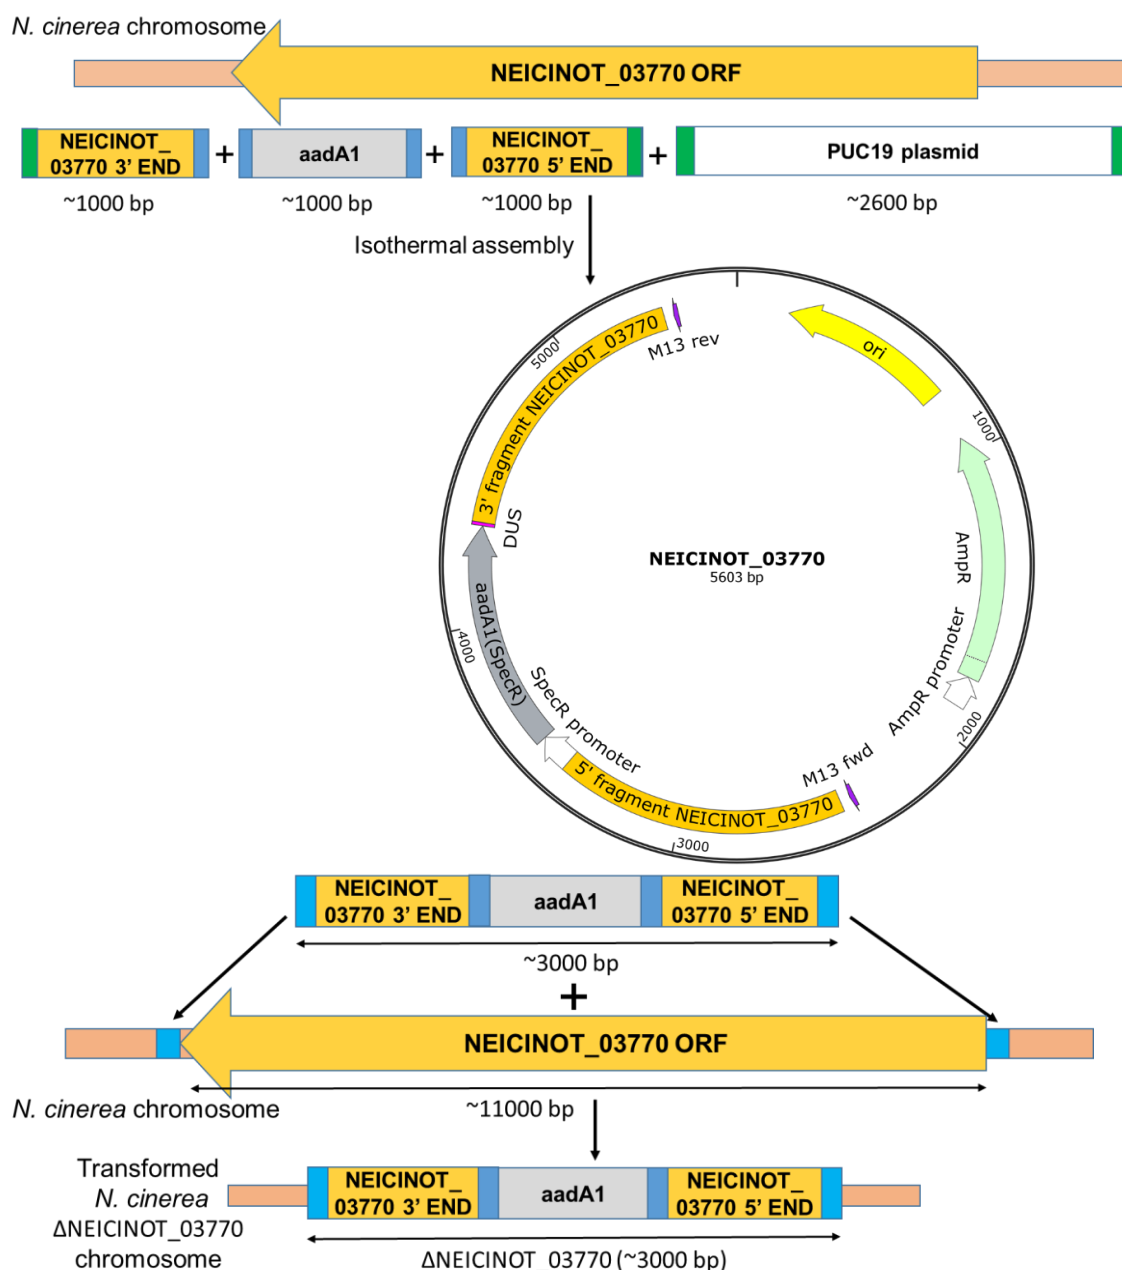 N. cinerea chromosome
NEICINOT_03770 ORF
NEICINOT_
03770 3' END
+
aadA1
+
NEICINOT_
03770 5' END
+
PUC19 plasmid
~1000 bp
~1000 bp
~1000 bp
~2600 bp
Isothermal assembly
3' fragment NEICINOT_03770
M13 rev
ori
5000
1000
DUS
AmpR
NEICINOT_03770
5603 bp
aadA1(SpecR)
4000
SpecR promoter
AmpR promoter
2000
M13 fwd
5' fragment NEICINOT_03770
3000
NEICINOT_
03770 3' END
aadA1
NEICINOT_
03770 5' END
~3000 bp
+
NEICINOT_03770 ORF
N. cinerea chromosome
~11000 bp
Transformed
N. cinerea
ΔNEICINOT_03770
chromosome
NEICINOT_
03770 3' END
aadA1
NEICINOT_
03770 5' END
ΔNEICINOT_03770 (~3000 bp)